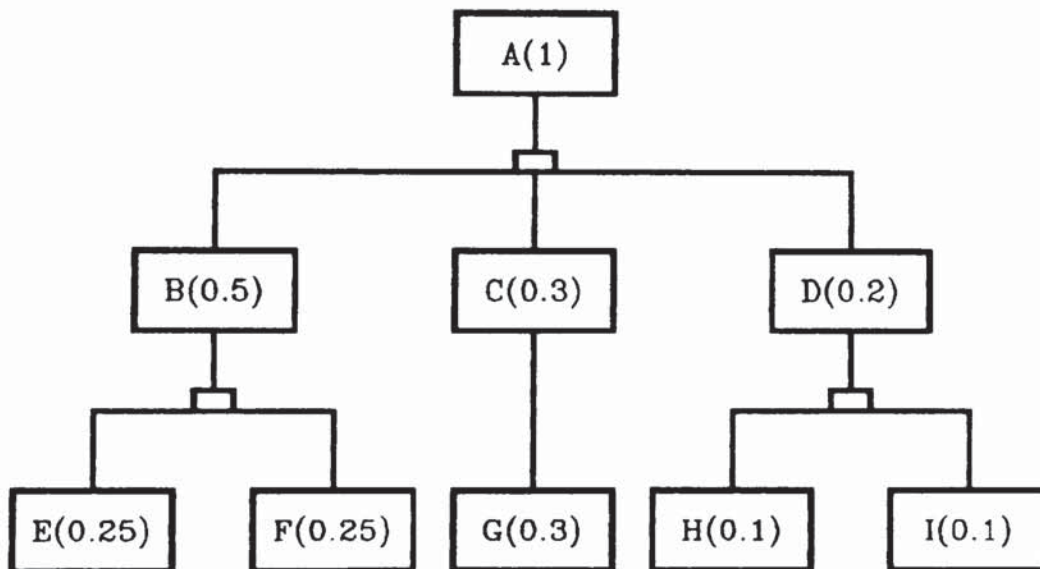 A(1)
B(0.5)
C(0.3)
D(0.2)
E(0.25)
F(0.25)
G(0.3)
H(0.1)
I(0.1)